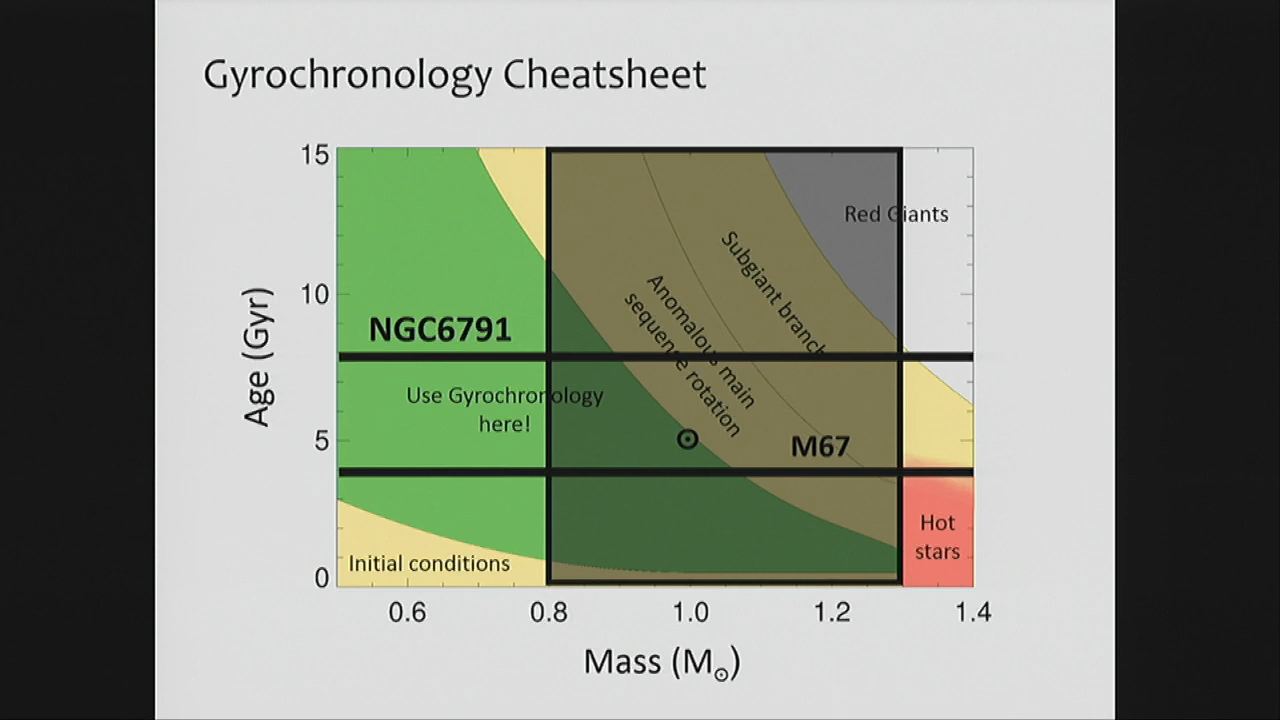 Gyrochronology Cheatsheet
15
10
5
0
Age (Gyr)
Red Giants
Subgiant branch
Anomalous main
sequence rotation
NGC6791
Use Gyrochronology
here!
M67
Hot
stars
Initial conditions
0.6
0.8
1.0
1.2
1.4
Mass (M☉)